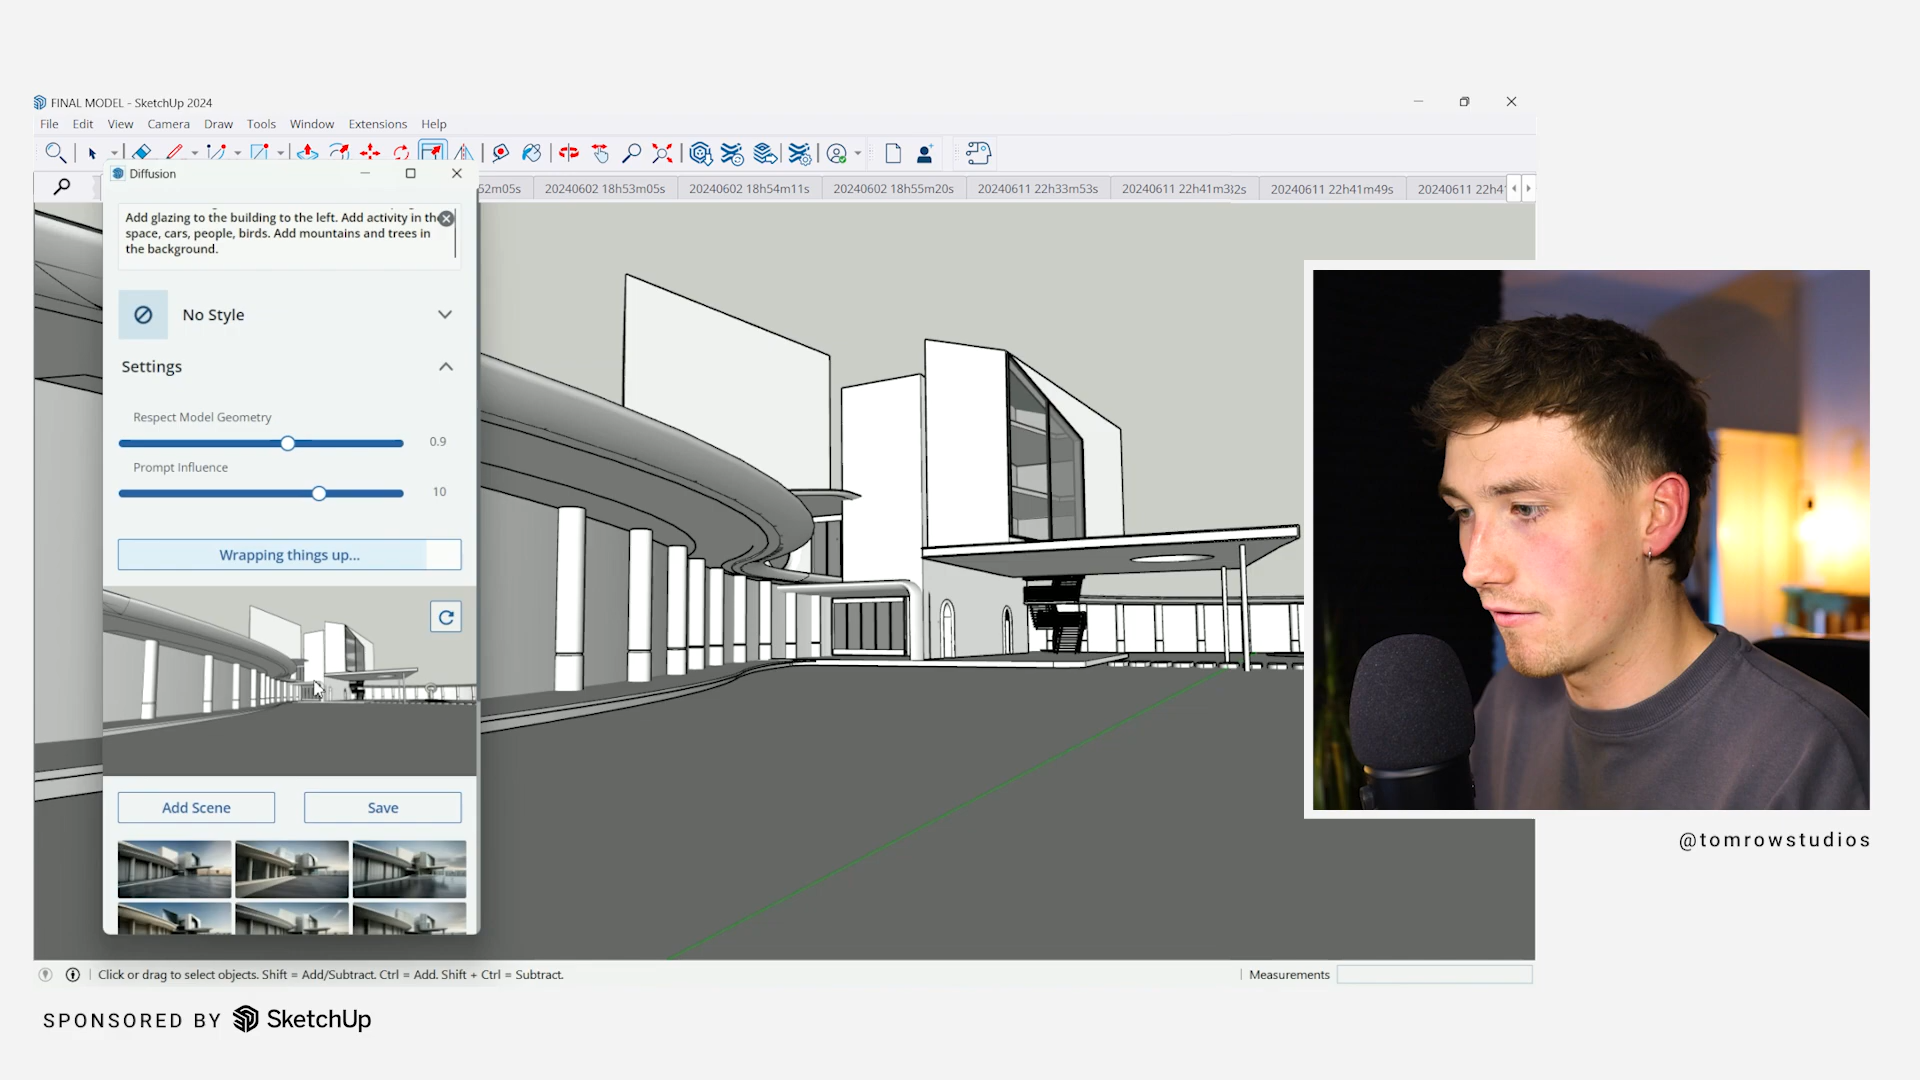 FINAL MODEL - SketchUp 2024
File Edit View Camera Draw Tools Window Extensions Help
Diffusion
52m05s 20240602 18h53m05s 20240602 18h54m11s 20240602 18h55m20s 20240611 22h33m53s 20240611 22h41m32s 20240611 22h41m49s 20240611 22h41
Add glazing to the building to the left. Add activity in the
space, cars, people, birds. Add mountains and trees in
the background.
No Style
Settings
Respect Model Geometry
0.9
Prompt Influence
10
Wrapping things up...
Add Scene Save
@tomrowstudios
Click or drag to select objects. Shift = Add/Subtract. Ctrl = Add. Shift + Ctrl = Subtract.
Measurements
SPONSORED BY SketchUp